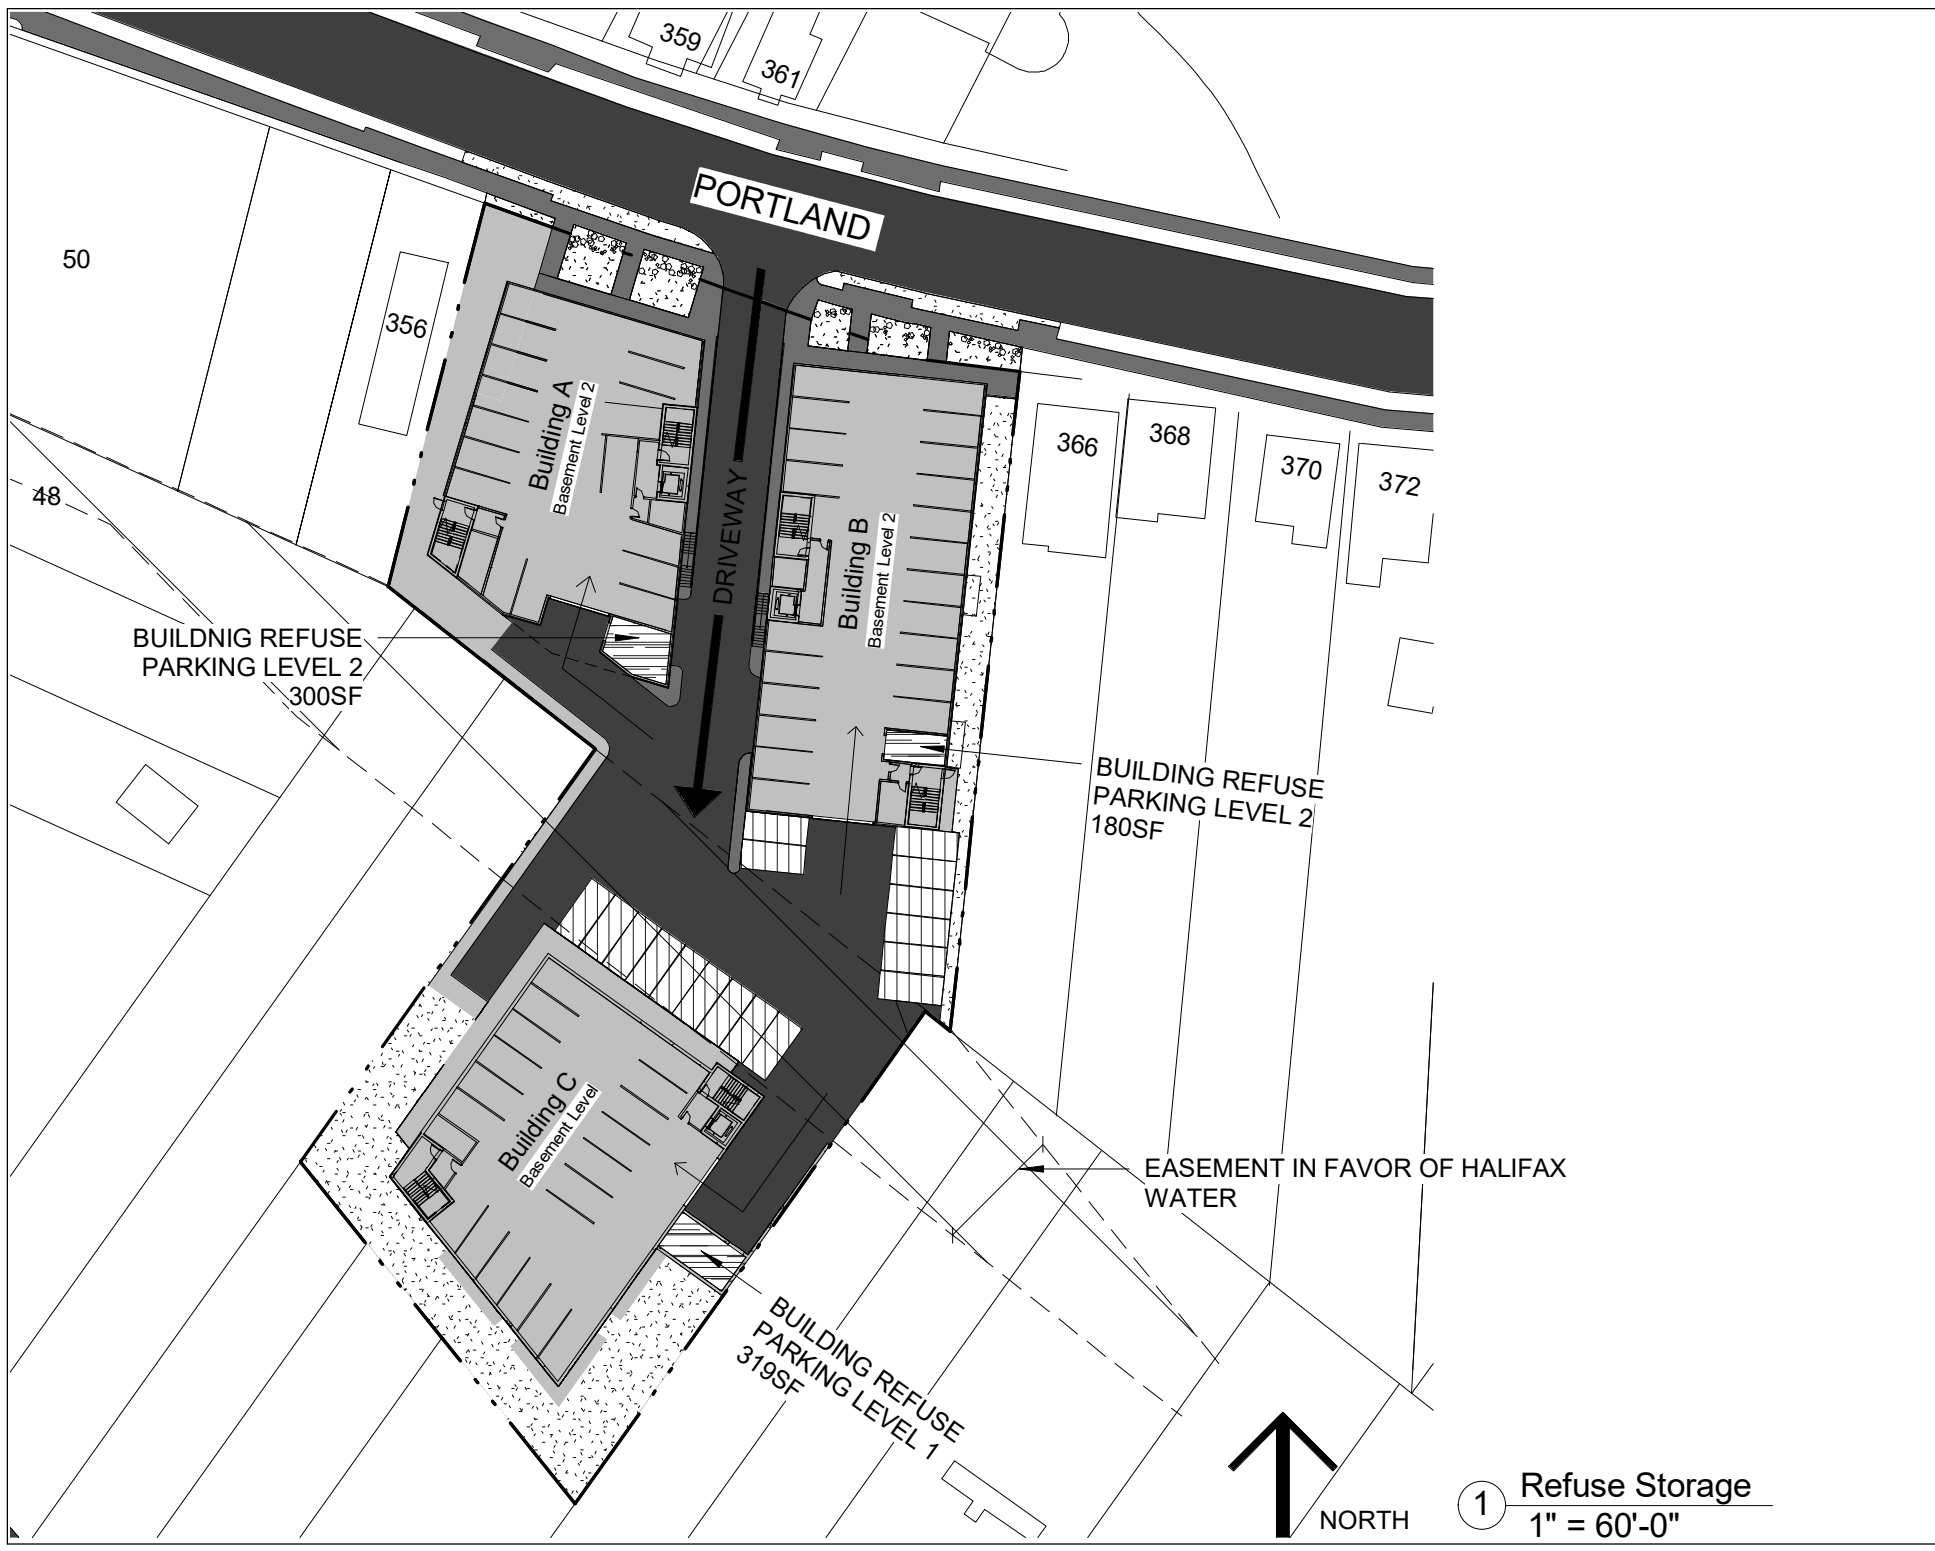 359
361
PORTLAND
50
356
48
Building A
Basement Level 2
DRIVEWAY
Building B
Basement Level 2
366
368
370
372
BUILDNIG REFUSE
PARKING LEVEL 2
300SF
BUILDING REFUSE
PARKING LEVEL 2
180SF
Building C
Basement Level
EASEMENT IN FAVOR OF HALIFAX
WATER
BUILDING REFUSE
PARKING LEVEL 1
319SF
NORTH
1
Refuse Storage
1" = 60'-0"